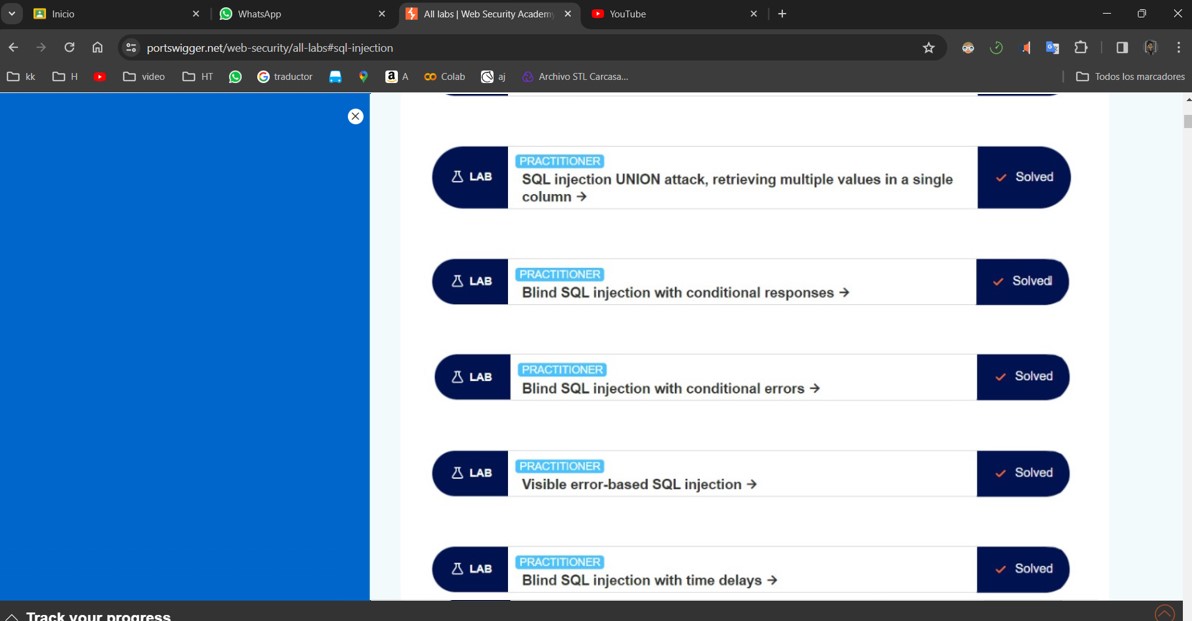 Inicio
WhatsApp
All labs | Web Security Academ
YouTube
portswigger.net/web-security/all-labs#sql-injection
kk
H
video
HT
traductor
a A
Colab
aj
Archivo STL Carcasa...
Todos los marcadores
LAB
PRACTITIONER
SQL injection UNION attack, retrieving multiple values in a single
column →
Solved
LAB
PRACTITIONER
Blind SQL injection with conditional responses →
Solved
LAB
PRACTITIONER
Blind SQL injection with conditional errors →
Solved
LAB
PRACTITIONER
Visible error-based SQL injection →
Solved
LAB
PRACTITIONER
Blind SQL injection with time delays →
Solved
Track your progress